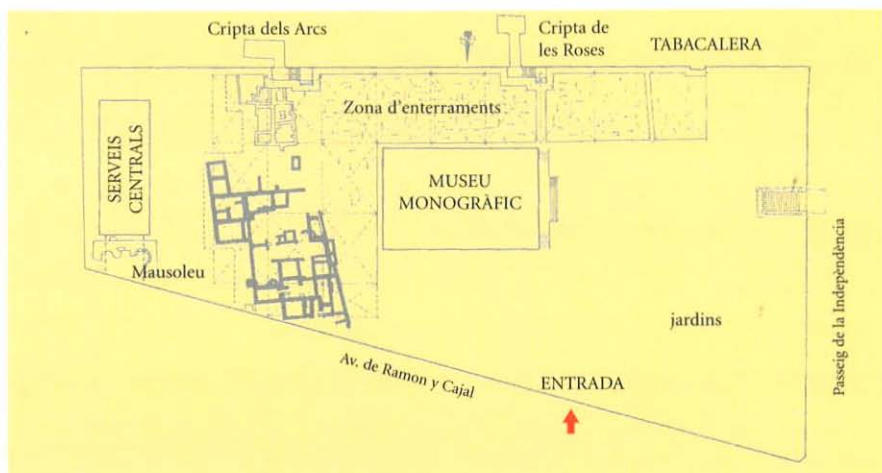 Cripta dels Arcs
Cripta de
les Roses
TABACALERA
Zona d'enterraments
SERVEIS
CENTRALS
MUSEU
MONOGRÀFIC
Mausoleu
jardins
Passeig de la Indepèndència
Av. de Ramon y Cajal
ENTRADA